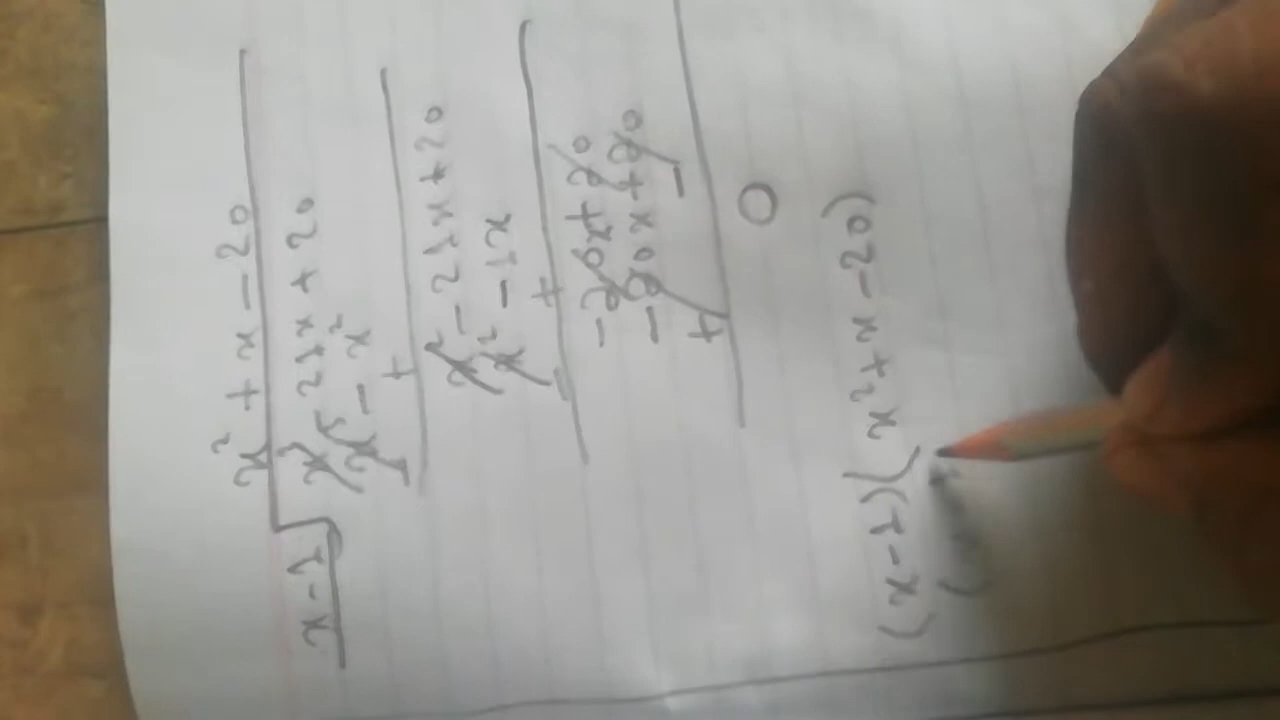 x² + x - 20
x - 1
x³ - 21x + 20
x³ - x²
- +
x² - 21x + 20
x² - 1x
- +
-20x + 20
-20x + 20
+ -
0
(x - 1)(x² + x - 20)
(